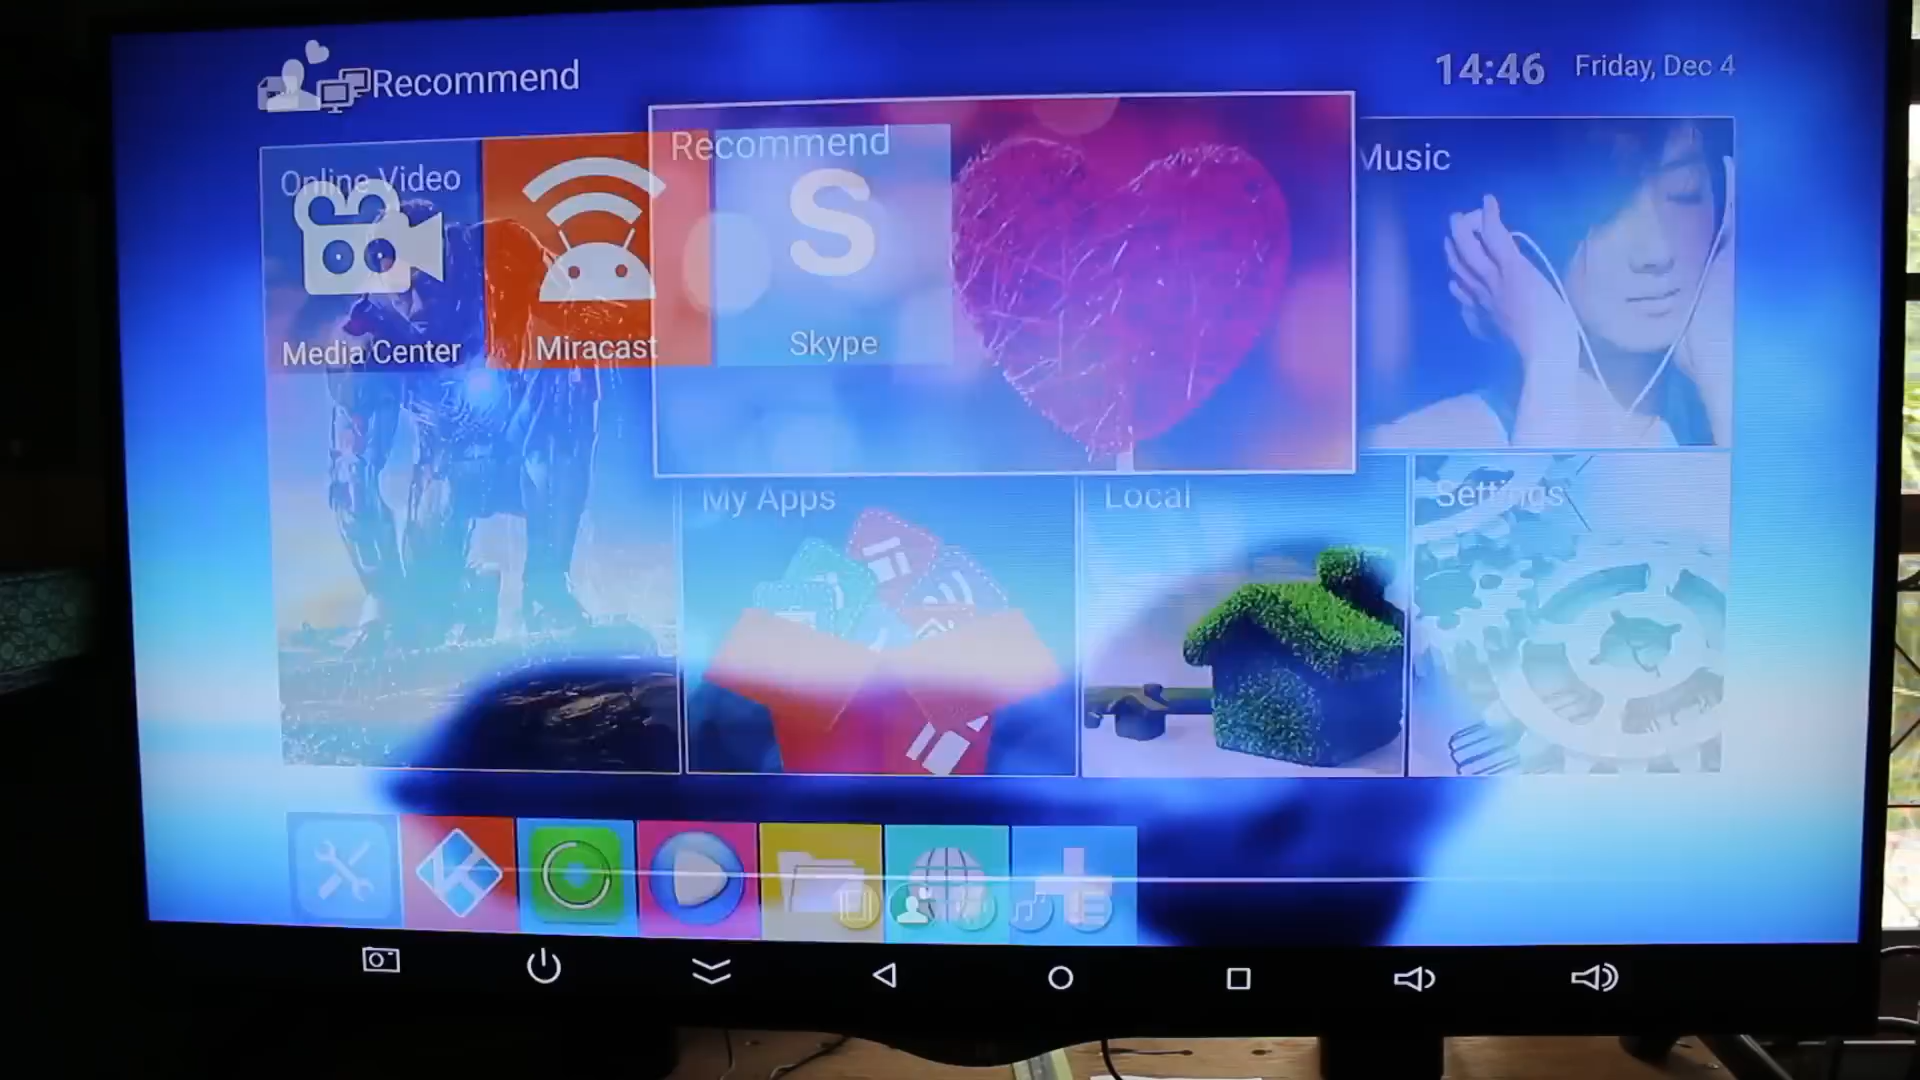 Recommend
14:46 Friday, Dec 4
Online Video
Recommend
Music
S
Media Center
Miracast
Skype
My Apps
Local
Settings